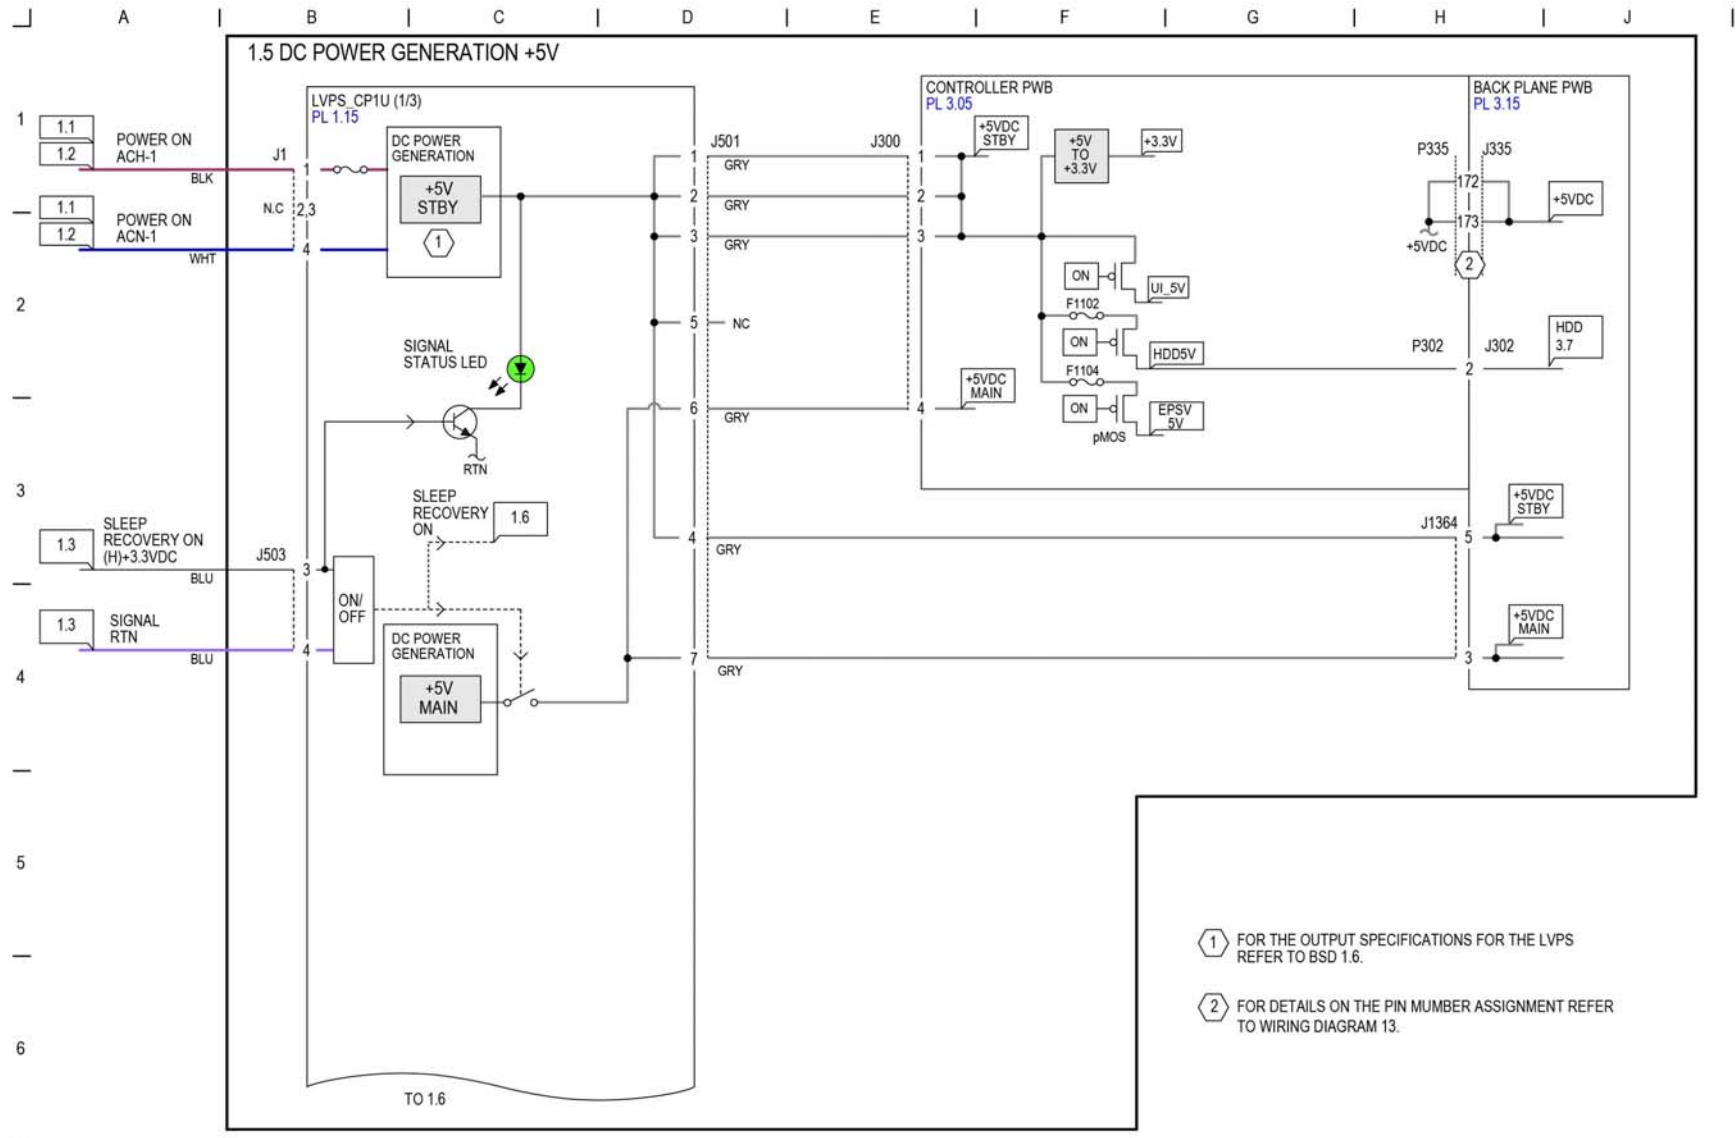 A B C D E F G H J
1.5 DC POWER GENERATION +5V
1
2
3
4
5
6
1.1
1.2
POWER ON
ACH-1
BLK
1.1
1.2
POWER ON
ACN-1
WHT
J1
1
N.C 2,3
4
LVPS_CP1U (1/3)
PL 1.15
DC POWER
GENERATION
+5V
STBY
1
SIGNAL
STATUS LED
RTN
1.3
SLEEP
RECOVERY ON
(H)+3.3VDC
BLU
J503
3
1.3
SIGNAL
RTN
BLU
4
ON/
OFF
SLEEP
RECOVERY
ON
1.6
DC POWER
GENERATION
+5V
MAIN
TO 1.6
J501
1
GRY
2
GRY
3
GRY
5 NC
6
GRY
4
GRY
7
GRY
J300
1
2
3
4
CONTROLLER PWB
PL 3.05
+5VDC
STBY
+5V
TO
+3.3V
+3.3V
ON
UI_5V
F1102
ON
HDD5V
F1104
+5VDC
MAIN
ON
EPSV
5V
pMOS
BACK PLANE PWB
PL 3.15
P335 J335
172
173
+5VDC
+5VDC
2
P302 J302
2
HDD
3.7
J1364
5
+5VDC
STBY
3
+5VDC
MAIN
1 FOR THE OUTPUT SPECIFICATIONS FOR THE LVPS
REFER TO BSD 1.6.
2 FOR DETAILS ON THE PIN MUMBER ASSIGNMENT REFER
TO WIRING DIAGRAM 13.